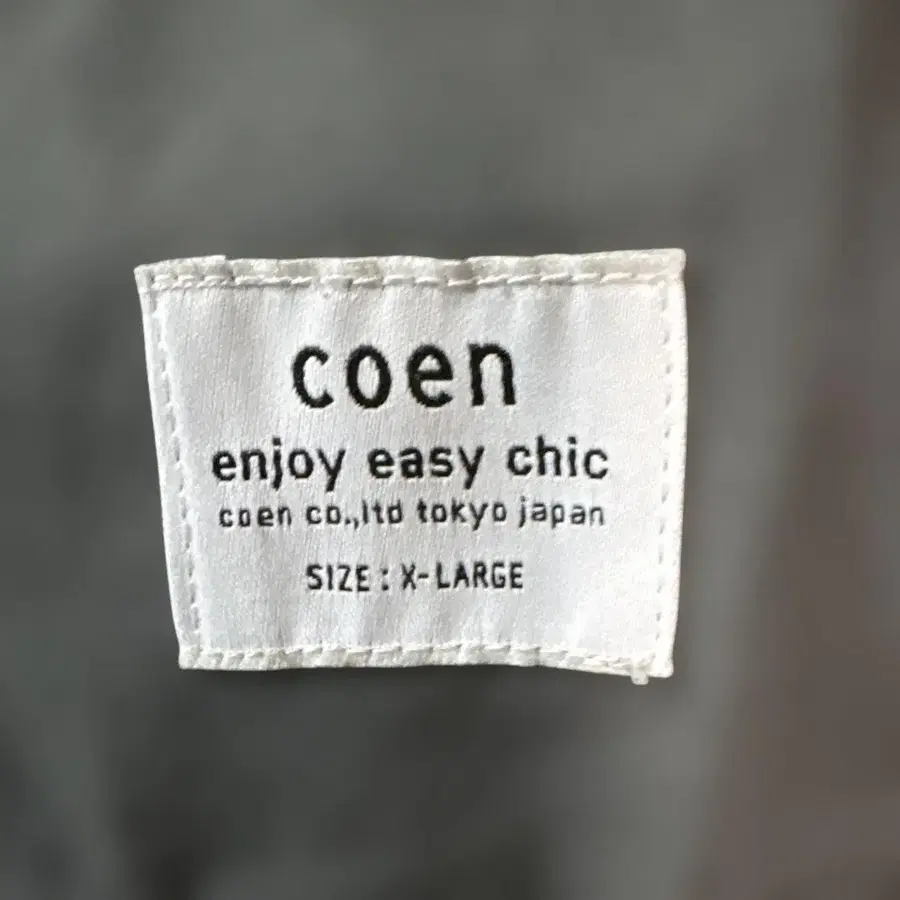 coen
enjoy easy chic
coen co.,ltd tokyo japan
SIZE : X-LARGE